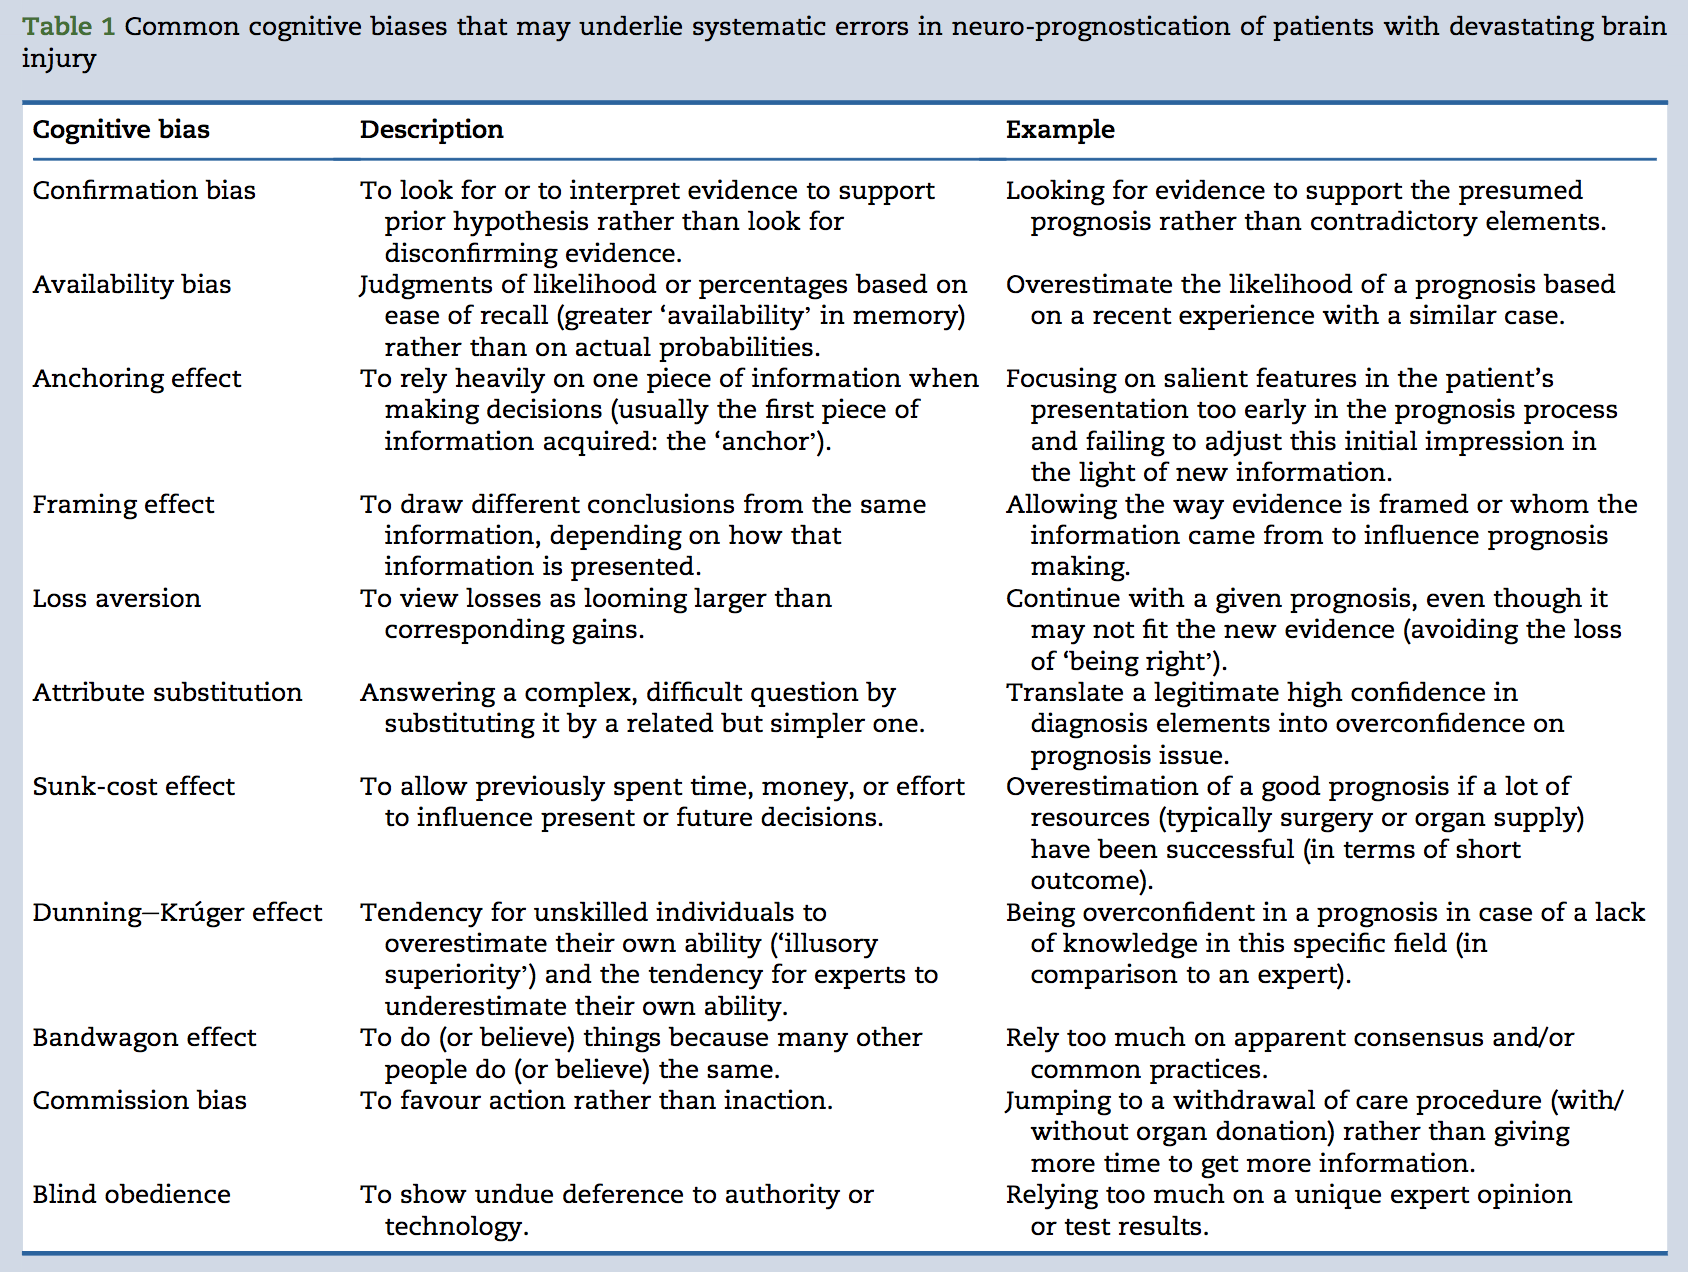 Table 1 Common cognitive biases that may underlie systematic errors in neuro-prognostication of patients with devastating brain
injury
Cognitive bias Description Example
Confirmation bias To look for or to interpret evidence to support Looking for evidence to support the presumed
prior hypothesis rather than look for prognosis rather than contradictory elements.
disconfirming evidence.
Availability bias Judgments of likelihood or percentages based on Overestimate the likelihood of a prognosis based
ease of recall (greater ‘availability’ in memory) on a recent experience with a similar case.
rather than on actual probabilities.
Anchoring effect To rely heavily on one piece of information when Focusing on salient features in the patient’s
making decisions (usually the first piece of presentation too early in the prognosis process
information acquired: the ‘anchor’). and failing to adjust this initial impression in
the light of new information.
Framing effect To draw different conclusions from the same Allowing the way evidence is framed or whom the
information, depending on how that information came from to influence prognosis
information is presented. making.
Loss aversion To view losses as looming larger than Continue with a given prognosis, even though it
corresponding gains. may not fit the new evidence (avoiding the loss
of ‘being right’).
Attribute substitution Answering a complex, difficult question by Translate a legitimate high confidence in
substituting it by a related but simpler one. diagnosis elements into overconfidence on
prognosis issue.
Sunk-cost effect To allow previously spent time, money, or effort Overestimation of a good prognosis if a lot of
to influence present or future decisions. resources (typically surgery or organ supply)
have been successful (in terms of short
outcome).
Dunning–Krúger effect Tendency for unskilled individuals to Being overconfident in a prognosis in case of a lack
overestimate their own ability (‘illusory of knowledge in this specific field (in
superiority’) and the tendency for experts to comparison to an expert).
underestimate their own ability.
Bandwagon effect To do (or believe) things because many other Rely too much on apparent consensus and/or
people do (or believe) the same. common practices.
Commission bias To favour action rather than inaction. Jumping to a withdrawal of care procedure (with/
without organ donation) rather than giving
more time to get more information.
Blind obedience To show undue deference to authority or Relying too much on a unique expert opinion
technology. or test results.